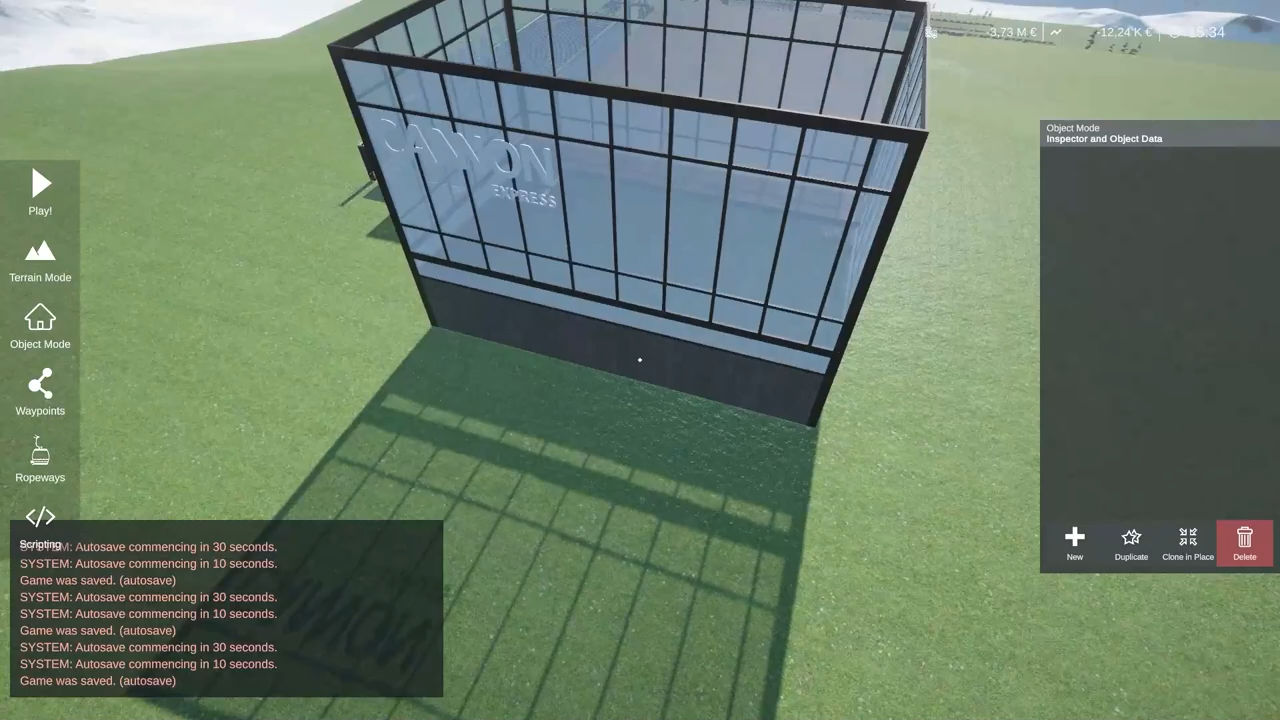 -3.73 M €
-12.24 K €
15:34
CANYON
EXPRESS
Object Mode
Inspector and Object Data
Play!
Terrain Mode
Object Mode
Waypoints
Ropeways
Scripting
SYSTEM: Autosave commencing in 30 seconds.
SYSTEM: Autosave commencing in 10 seconds.
Game was saved. (autosave)
SYSTEM: Autosave commencing in 30 seconds.
SYSTEM: Autosave commencing in 10 seconds.
Game was saved. (autosave)
SYSTEM: Autosave commencing in 30 seconds.
SYSTEM: Autosave commencing in 10 seconds.
Game was saved. (autosave)
New
Duplicate
Clone in Place
Delete